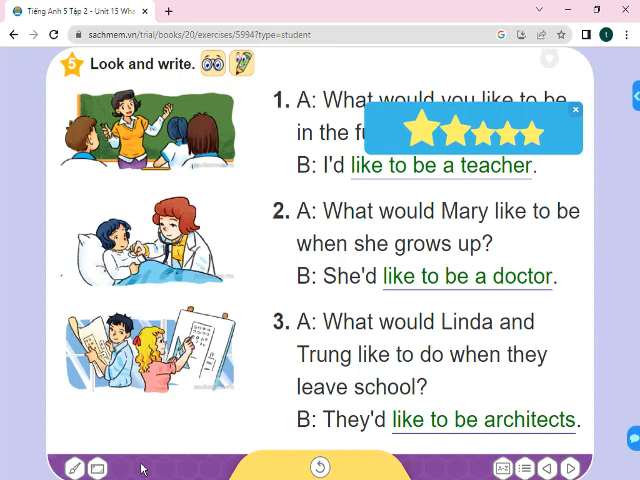 Tiếng Anh 5 Tập 2 - Unit 15 Wha
sachmem.vn/trial/books/20/exercises/5994?type=student
5 Look and write.
1. A: What would you like to be
in the fu
B: I'd like to be a teacher.
2. A: What would Mary like to be
when she grows up?
B: She'd like to be a doctor.
3. A: What would Linda and
Trung like to do when they
leave school?
B: They'd like to be architects.
A-Z